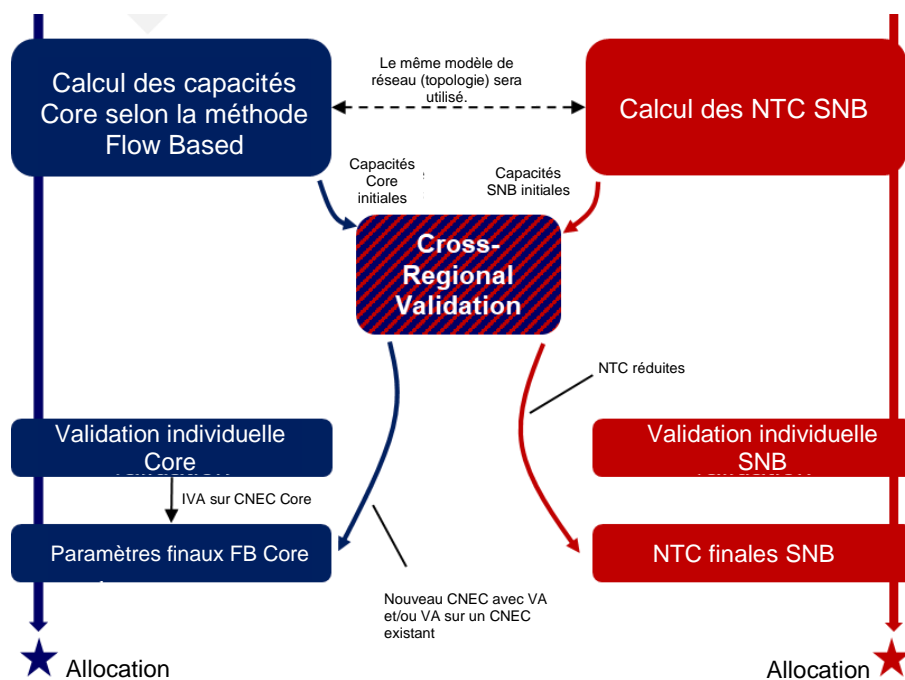 Calcul des capacités
Core selon la méthode
Flow Based
Le même modèle de
réseau (topologie) sera
utilisé.
Calcul des NTC SNB
Capacités
Core
initiales
Capacités
SNB initiales
Cross-
Regional
Validation
NTC réduites
Validation individuelle
Core
Validation individuelle
SNB
IVA sur CNEC Core
Paramètres finaux FB Core
NTC finales SNB
Nouveau CNEC avec VA
et/ou VA sur un CNEC
existant
Allocation
Allocation